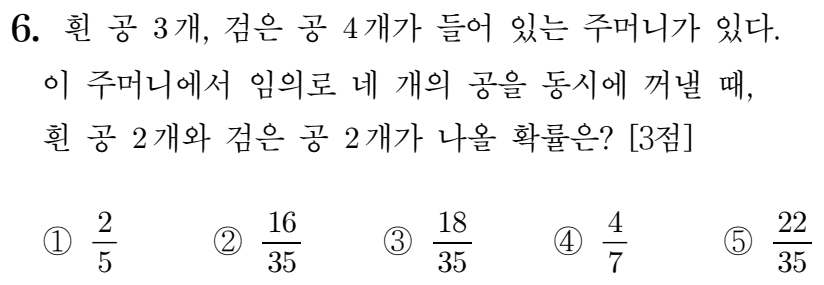 6. 흰 공 3개, 검은 공 4개가 들어 있는 주머니가 있다.
이 주머니에서 임의로 네 개의 공을 동시에 꺼낼 때,
흰 공 2개와 검은 공 2개가 나올 확률은? [3점]
① 2/5 ② 16/35 ③ 18/35 ④ 4/7 ⑤ 22/35